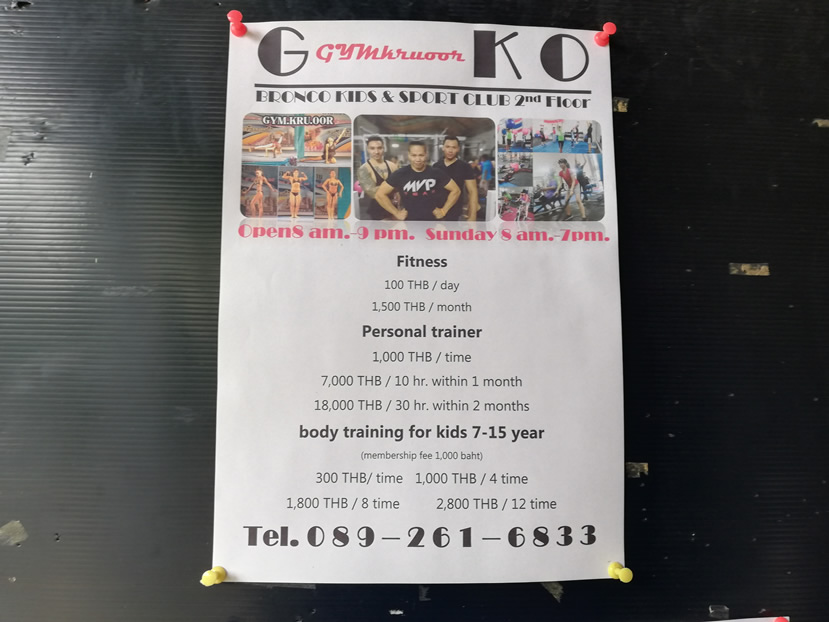 G GYMkruoor KO
BRONCO KIDS & SPORT CLUB 2nd Floor
GYM.KRU.OOR
MVP
Open8 am.-9 pm. Sunday 8 am.-7pm.
Fitness
100 THB / day
1,500 THB / month
Personal trainer
1,000 THB / time
7,000 THB / 10 hr. within 1 month
18,000 THB / 30 hr. within 2 months
body training for kids 7-15 year
(membership fee 1,000 baht)
300 THB/ time 1,000 THB / 4 time
1,800 THB / 8 time 2,800 THB / 12 time
Tel. 089-261-6833